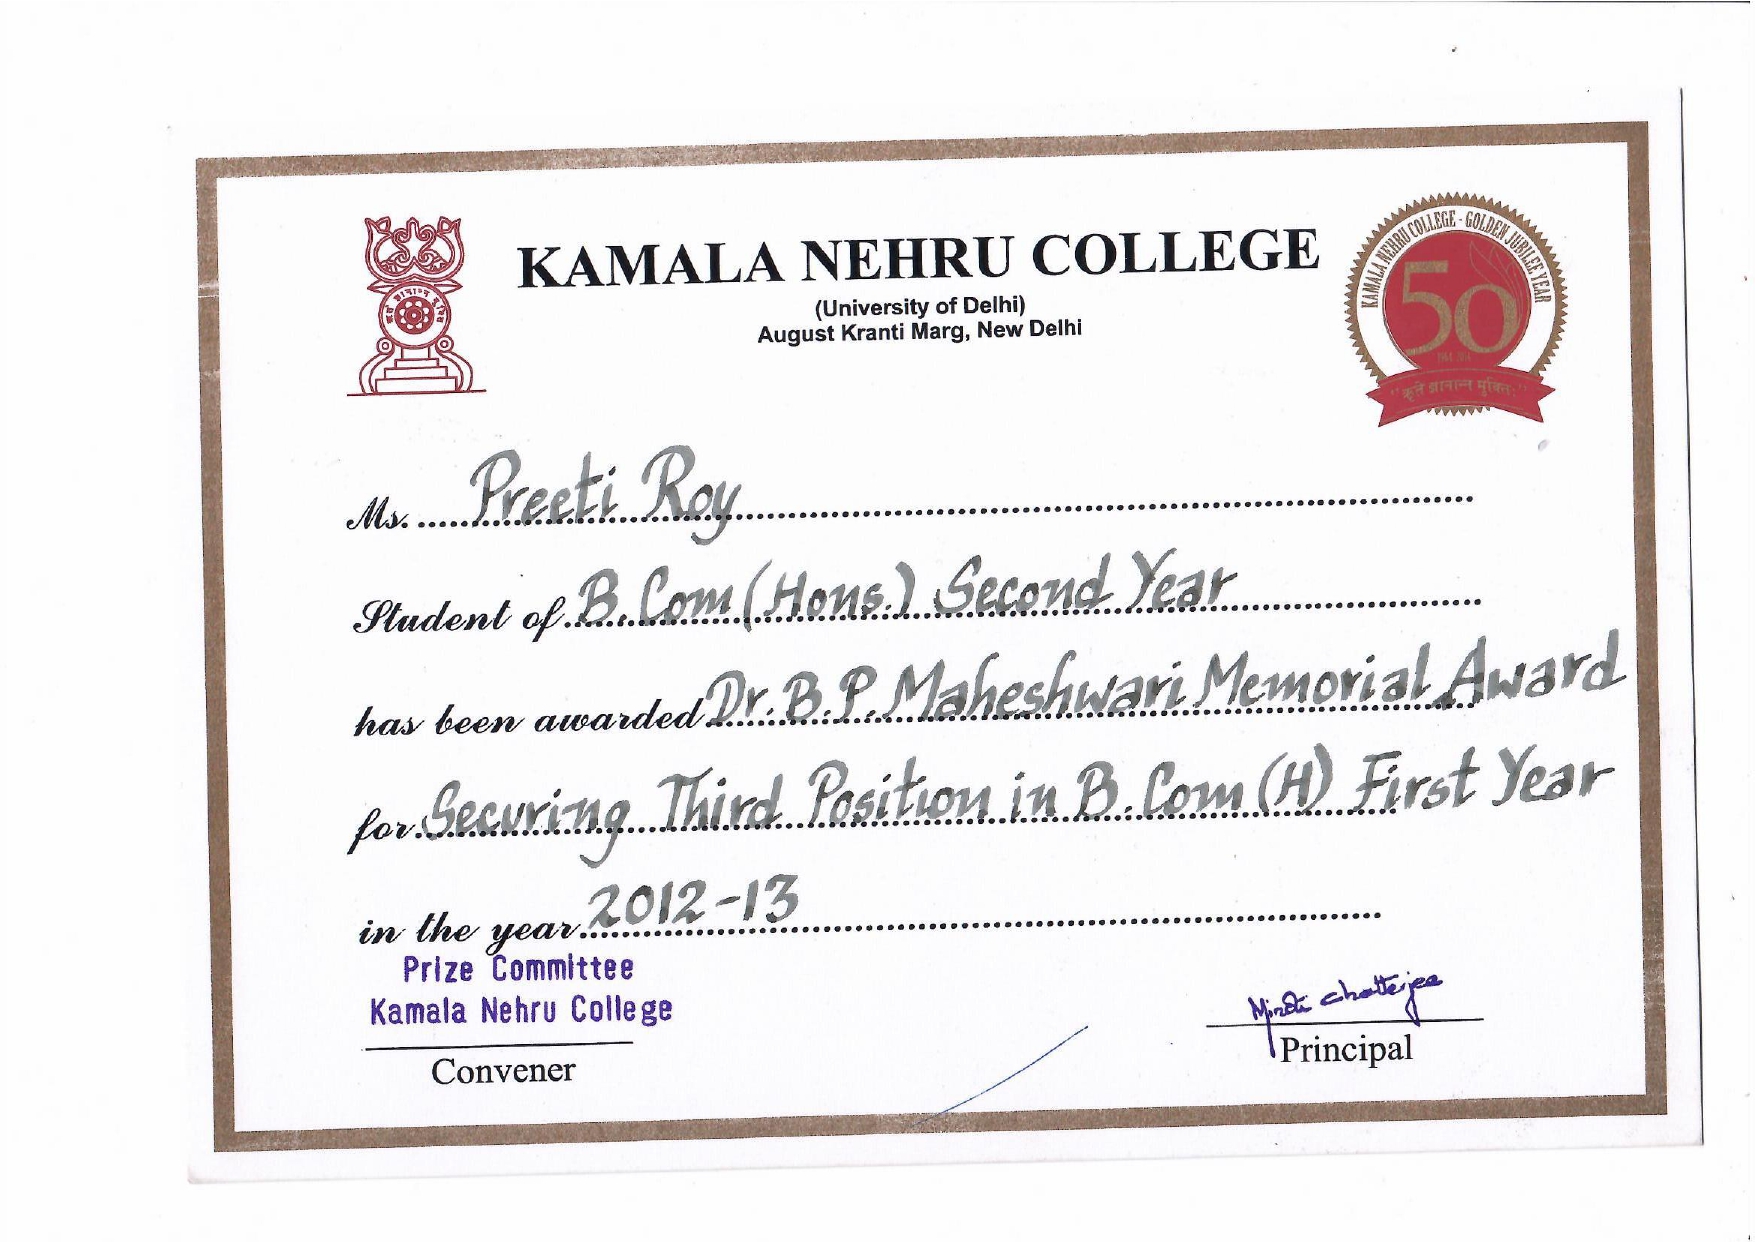 KAMALA NEHRU COLLEGE
(University of Delhi)
August Kranti Marg, New Delhi
KAMALA NEHRU COLLEGE - GOLDEN JUBILEE YEAR
50
Ms. Preeti Roy
Student of B.Com (Hons.) Second Year
has been awarded Dr. B.P. Maheshwari Memorial Award
for Securing Third Position in B.Com (H) First Year
in the year 2012-13
Prize Committee
Kamala Nehru College
Convener
Minoti Chatterjee
Principal